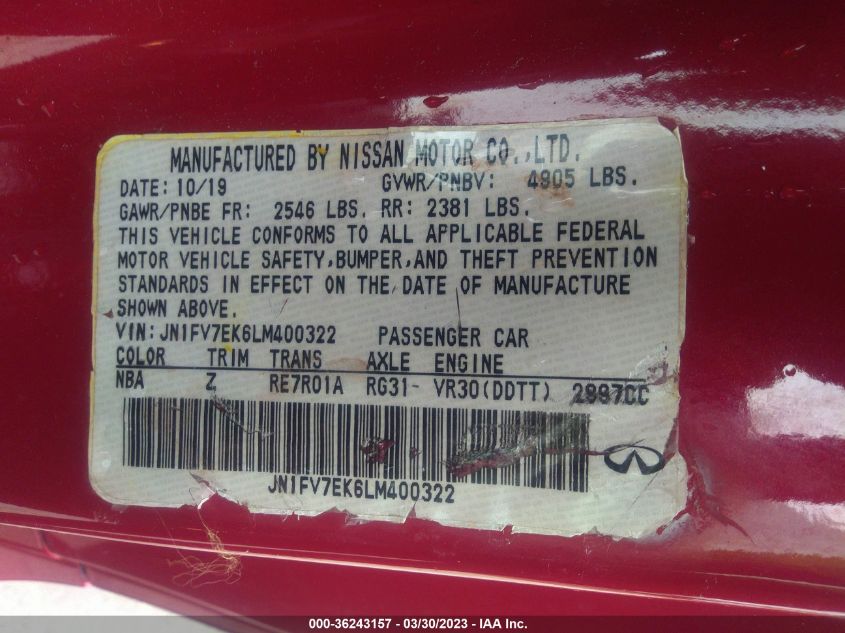 MANUFACTURED BY NISSAN MOTOR CO.,LTD.
DATE: 10/19 GVWR/PNBV: 4905 LBS.
GAWR/PNBE FR: 2546 LBS. RR: 2381 LBS.
THIS VEHICLE CONFORMS TO ALL APPLICABLE FEDERAL
MOTOR VEHICLE SAFETY,BUMPER,AND THEFT PREVENTION
STANDARDS IN EFFECT ON THE DATE OF MANUFACTURE
SHOWN ABOVE.
VIN:JN1FV7EK6LM400322 PASSENGER CAR
COLOR TRIM TRANS AXLE ENGINE
NBA Z RE7R01A RG31- VR30(DDTT) 2997CC
JN1FV7EK6LM400322
000-36243157 - 03/30/2023 - IAA Inc.